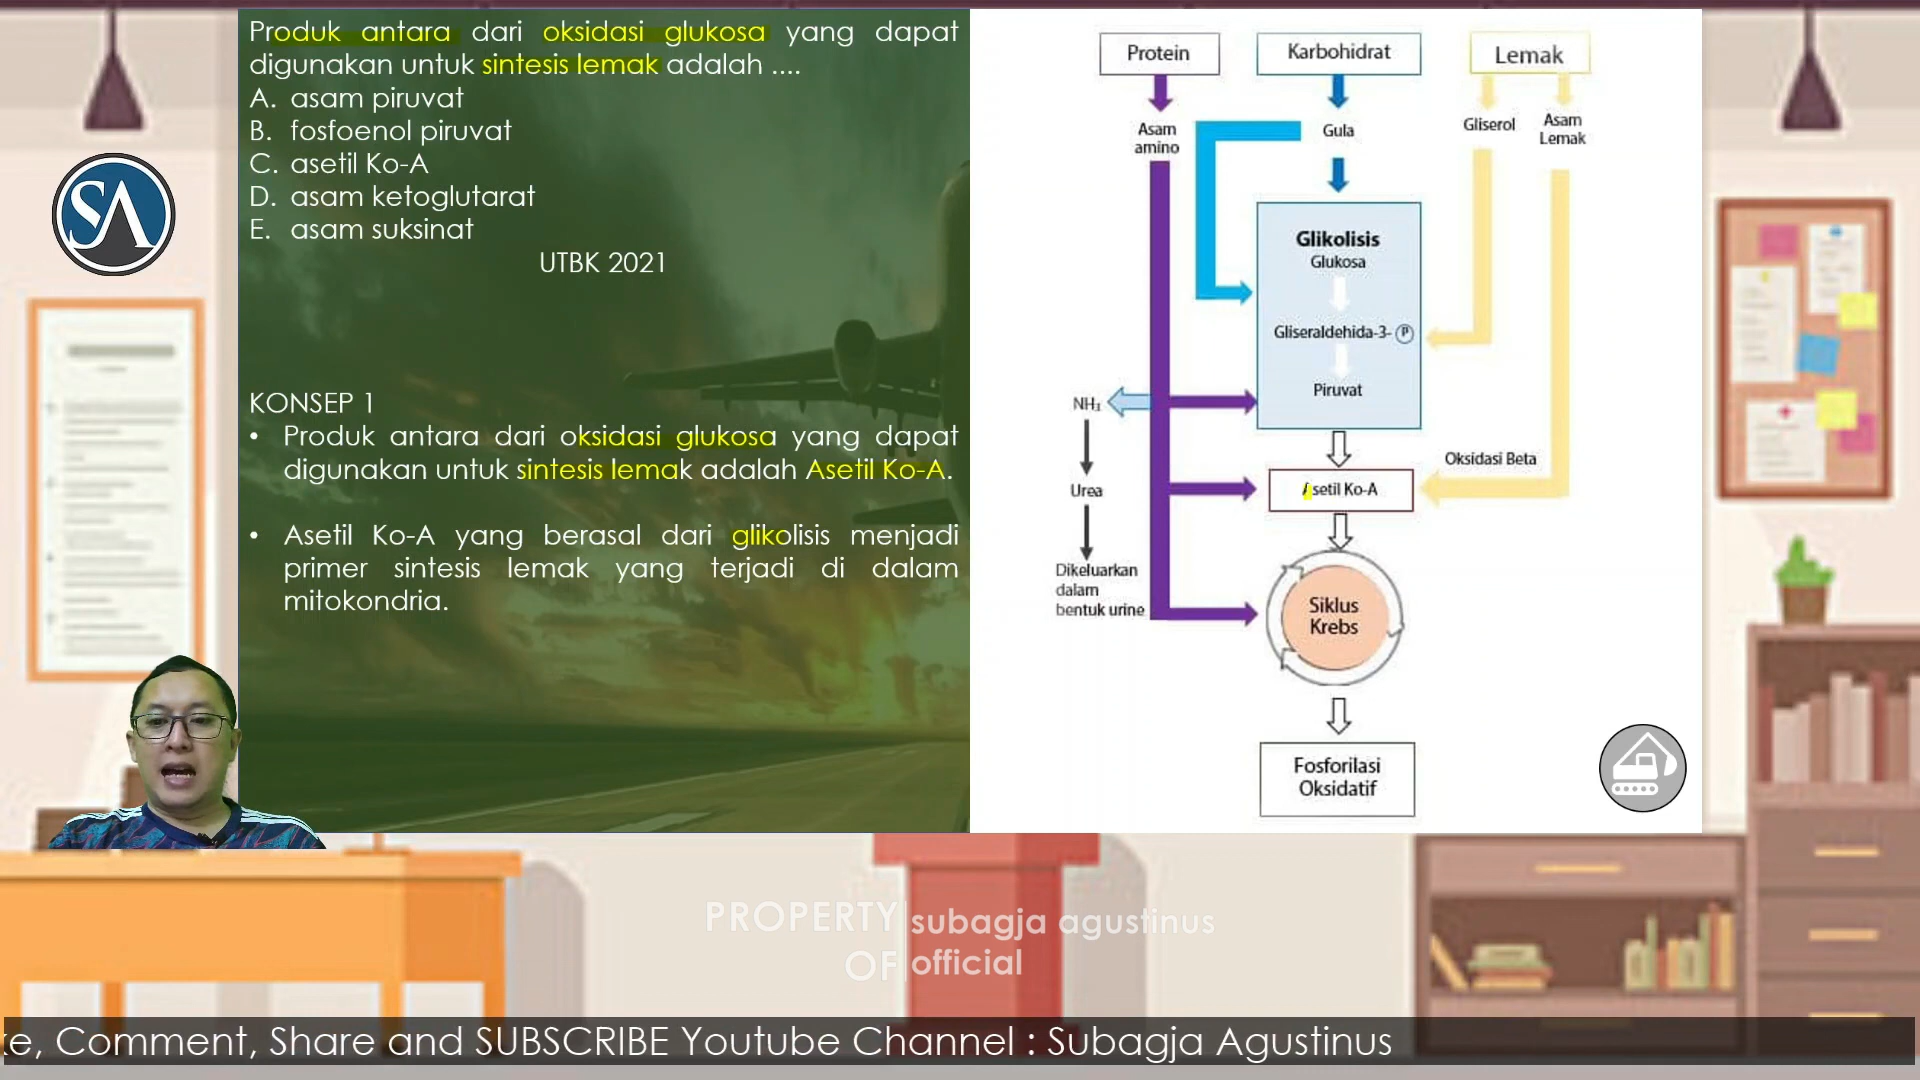 Produk antara dari oksidasi glukosa yang dapat
digunakan untuk sintesis lemak adalah ....
A. asam piruvat
B. fosfoenol piruvat
C. asetil Ko-A
D. asam ketoglutarat
E. asam suksinat
UTBK 2021
KONSEP 1
• Produk antara dari oksidasi glukosa yang dapat
digunakan untuk sintesis lemak adalah Asetil Ko-A.
• Asetil Ko-A yang berasal dari glikolisis menjadi
primer sintesis lemak yang terjadi di dalam
mitokondria.
SA
Protein
Karbohidrat
Lemak
Asam
amino
Gula
Gliserol
Asam
Lemak
Glikolisis
Glukosa
Gliseraldehida-3- P
Piruvat
NH₃
Oksidasi Beta
Urea
Asetil Ko-A
Dikeluarkan
dalam
bentuk urine
Siklus
Krebs
Fosforilasi
Oksidatif
PROPERTY
OF
subagja agustinus
official
ke, Comment, Share and SUBSCRIBE Youtube Channel : Subagja Agustinus